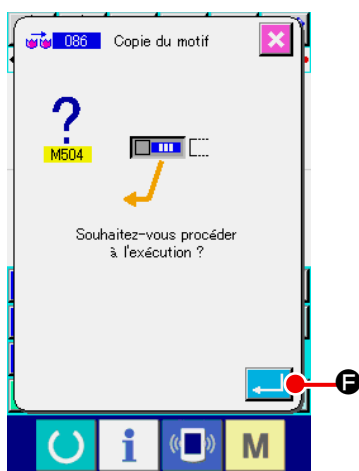 086 Copie du motif
?
M504
Souhaitez-vous procéder
à l'exécution ?
F
i M